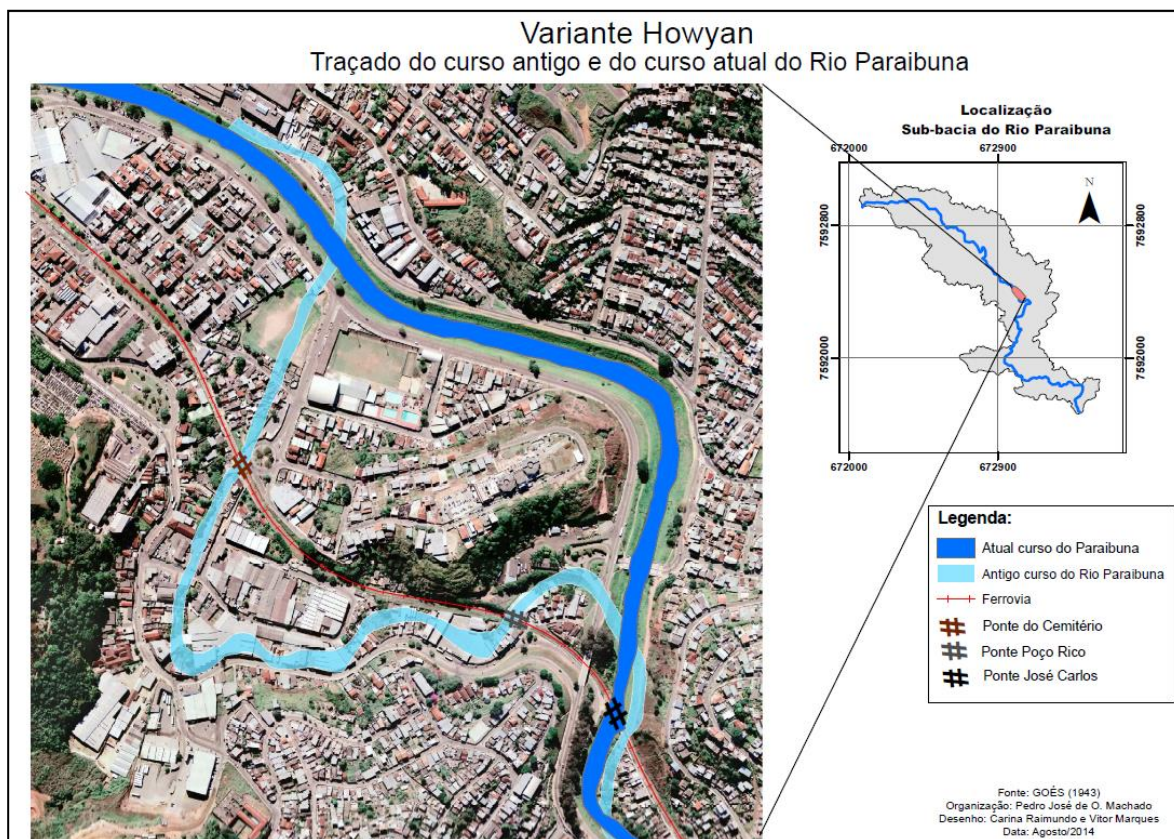 Variante Howyan
Traçado do curso antigo e do curso atual do Rio Paraibuna
Localização
Sub-bacia do Rio Paraibuna
672000
672900
N
7592800
7592800
7592000
7592000
672000
672900
Legenda:
Atual curso do Paraibuna
Antigo curso do Rio Paraibuna
Ferrovia
Ponte do Cemitério
Ponte Poço Rico
Ponte José Carlos
Fonte: GOÉS (1943)
Organização: Pedro José de O. Machado
Desenho: Carina Raimundo e Vitor Marques
Data: Agosto/2014